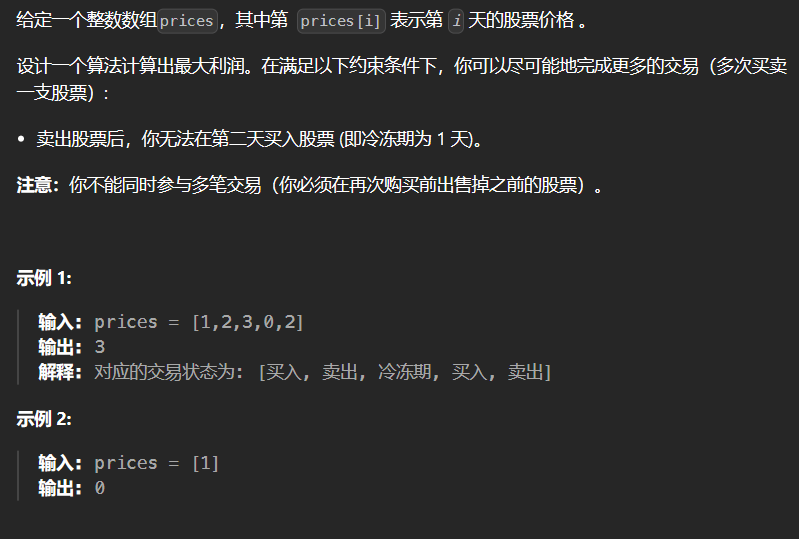 给定一个整数数组prices，其中第 prices[i] 表示第 i 天的股票价格 。
设计一个算法计算出最大利润。在满足以下约束条件下，你可以尽可能地完成更多的交易（多次买卖
一支股票）:
• 卖出股票后，你无法在第二天买入股票 (即冷冻期为 1 天)。
注意：你不能同时参与多笔交易（你必须在再次购买前出售掉之前的股票）。
示例 1:
输入: prices = [1,2,3,0,2]
输出: 3
解释: 对应的交易状态为: [买入, 卖出, 冷冻期, 买入, 卖出]
示例 2:
输入: prices = [1]
输出: 0